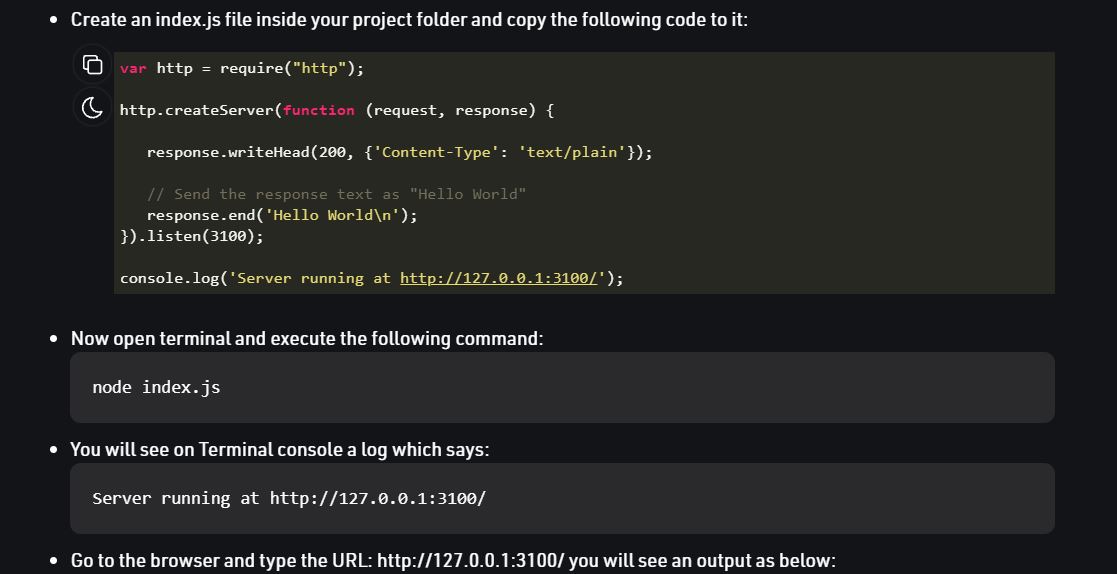 Create an index.js file inside your project folder and copy the following code to it:
var http = require("http");
http.createServer(function (request, response) {
response.writeHead(200, {'Content-Type': 'text/plain'});
// Send the response text as "Hello World"
response.end('Hello World\n');
}).listen(3100);
console.log('Server running at http://127.0.0.1:3100/');
Now open terminal and execute the following command:
node index.js
You will see on Terminal console a log which says:
Server running at http://127.0.0.1:3100/
Go to the browser and type the URL: http://127.0.0.1:3100/ you will see an output as below: